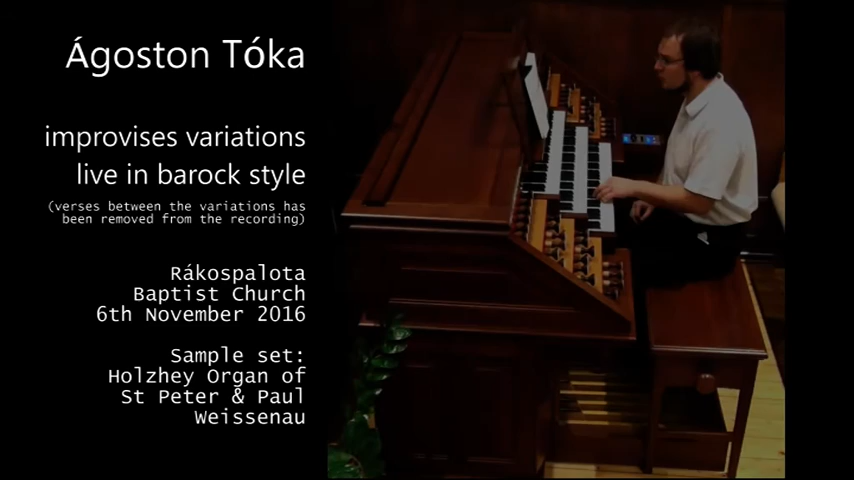 Ágoston Tóka
improvises variations
live in barock style
(verses between the variations has
been removed from the recording)
Rákospalota
Baptist Church
6th November 2016
Sample set:
Holzhey Organ of
St Peter & Paul
Weissenau